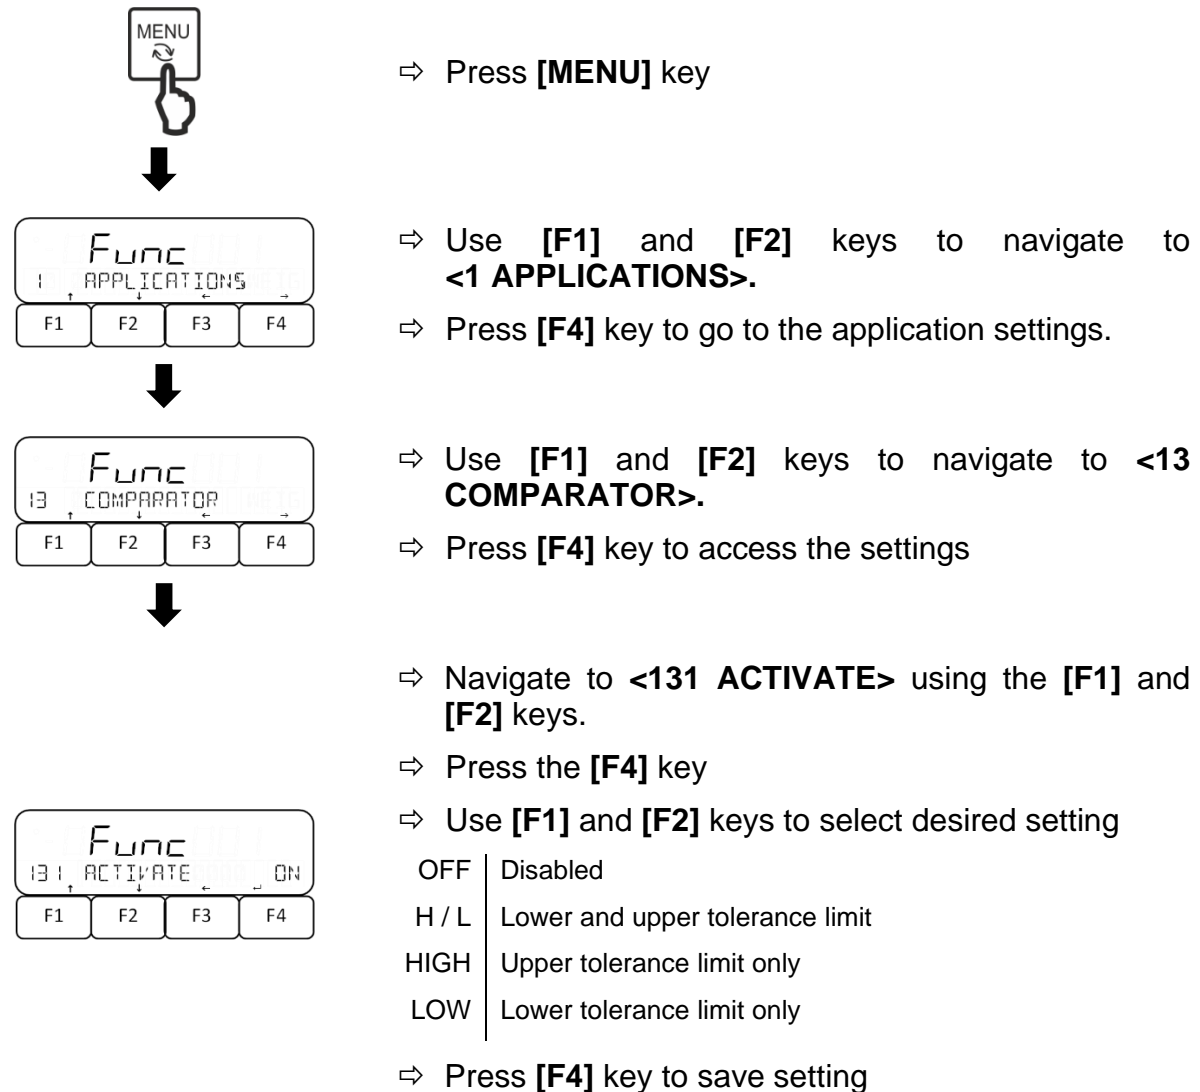 MENU
⇨ Press [MENU] key
Func
1 APPLICATIONS
F1 F2 F3 F4
⇨ Use [F1] and [F2] keys to navigate to
<1 APPLICATIONS>.
⇨ Press [F4] key to go to the application settings.
Func
13 COMPARATOR
F1 F2 F3 F4
⇨ Use [F1] and [F2] keys to navigate to <13
COMPARATOR>.
⇨ Press [F4] key to access the settings
⇨ Navigate to <131 ACTIVATE> using the [F1] and
[F2] keys.
⇨ Press the [F4] key
Func
131 ACTIVATE ON
F1 F2 F3 F4
⇨ Use [F1] and [F2] keys to select desired setting
OFF Disabled
H / L Lower and upper tolerance limit
HIGH Upper tolerance limit only
LOW Lower tolerance limit only
⇨ Press [F4] key to save setting